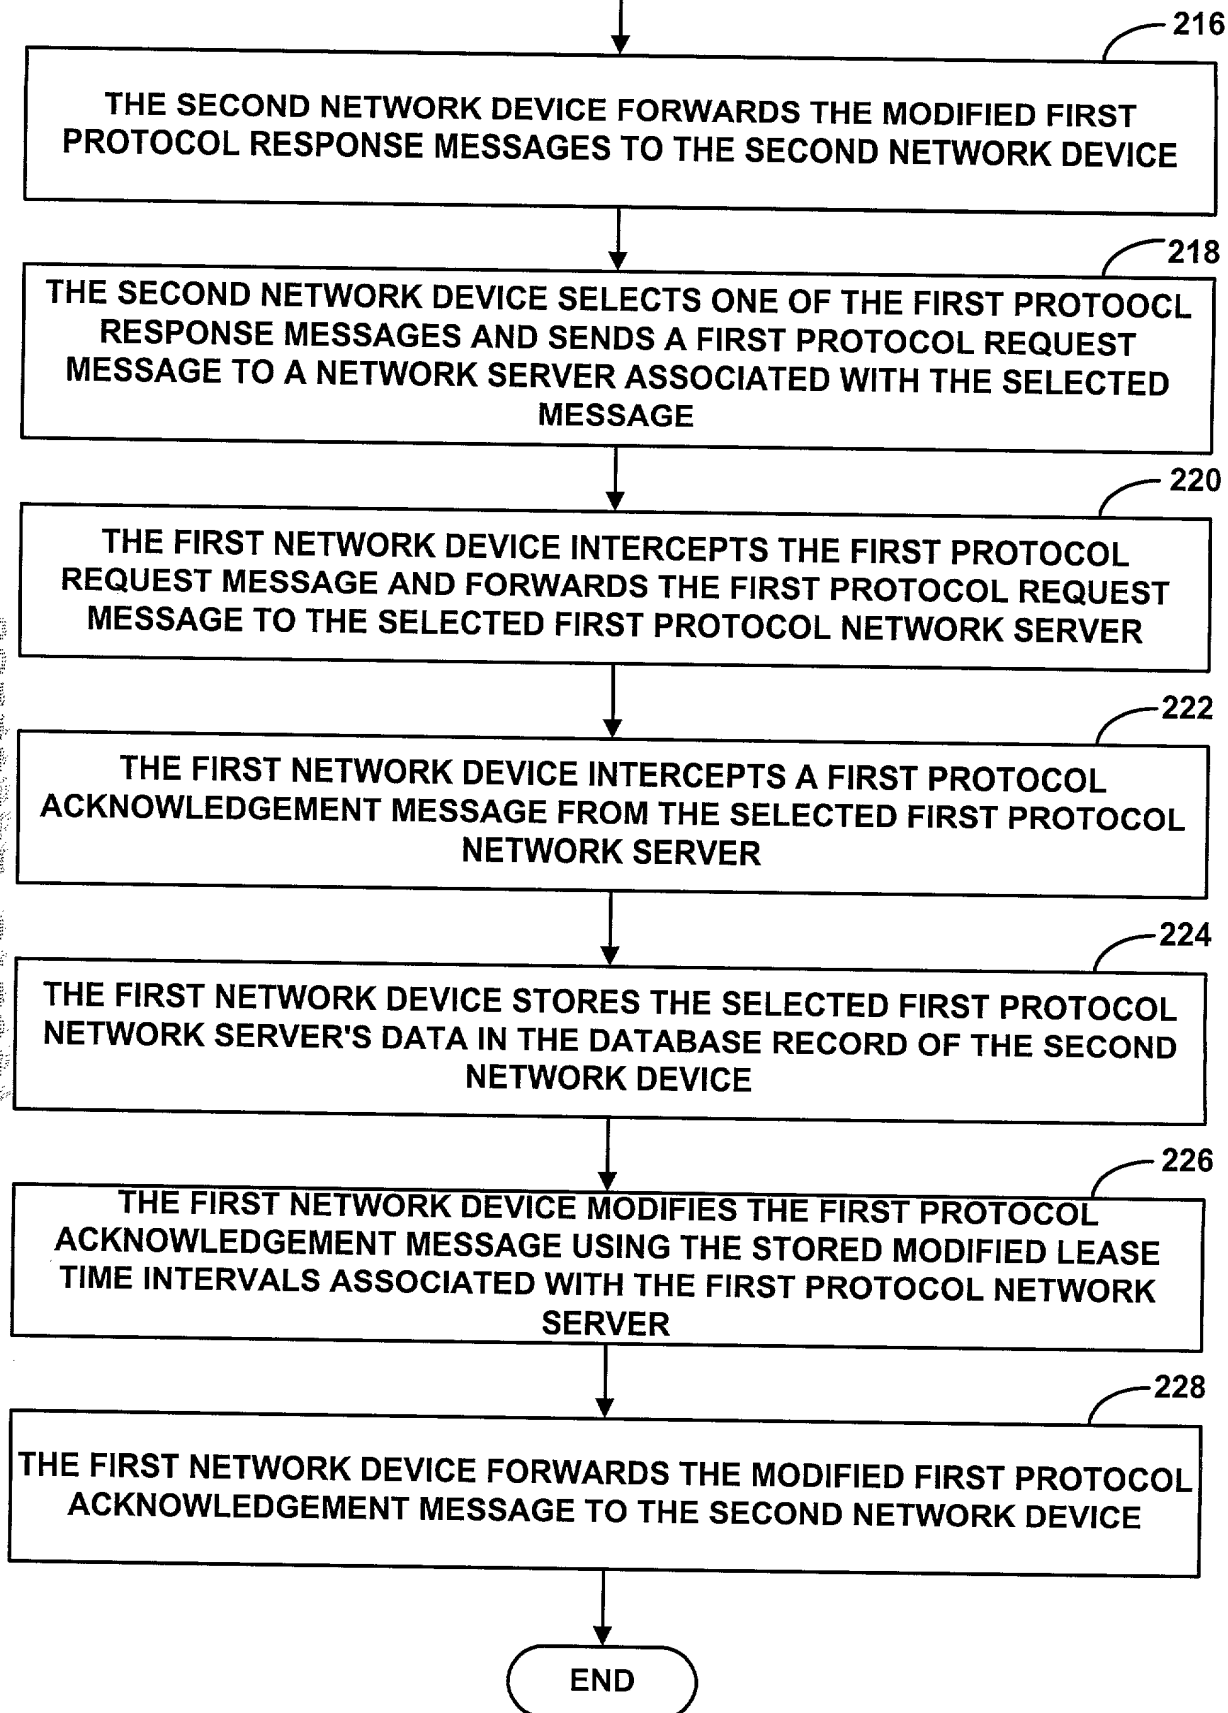 216
THE SECOND NETWORK DEVICE FORWARDS THE MODIFIED FIRST
PROTOCOL RESPONSE MESSAGES TO THE SECOND NETWORK DEVICE
218
THE SECOND NETWORK DEVICE SELECTS ONE OF THE FIRST PROTOOCL
RESPONSE MESSAGES AND SENDS A FIRST PROTOCOL REQUEST
MESSAGE TO A NETWORK SERVER ASSOCIATED WITH THE SELECTED
MESSAGE
220
THE FIRST NETWORK DEVICE INTERCEPTS THE FIRST PROTOCOL
REQUEST MESSAGE AND FORWARDS THE FIRST PROTOCOL REQUEST
MESSAGE TO THE SELECTED FIRST PROTOCOL NETWORK SERVER
222
THE FIRST NETWORK DEVICE INTERCEPTS A FIRST PROTOCOL
ACKNOWLEDGEMENT MESSAGE FROM THE SELECTED FIRST PROTOCOL
NETWORK SERVER
224
THE FIRST NETWORK DEVICE STORES THE SELECTED FIRST PROTOCOL
NETWORK SERVER'S DATA IN THE DATABASE RECORD OF THE SECOND
NETWORK DEVICE
226
THE FIRST NETWORK DEVICE MODIFIES THE FIRST PROTOCOL
ACKNOWLEDGEMENT MESSAGE USING THE STORED MODIFIED LEASE
TIME INTERVALS ASSOCIATED WITH THE FIRST PROTOCOL NETWORK
SERVER
228
THE FIRST NETWORK DEVICE FORWARDS THE MODIFIED FIRST PROTOCOL
ACKNOWLEDGEMENT MESSAGE TO THE SECOND NETWORK DEVICE
END